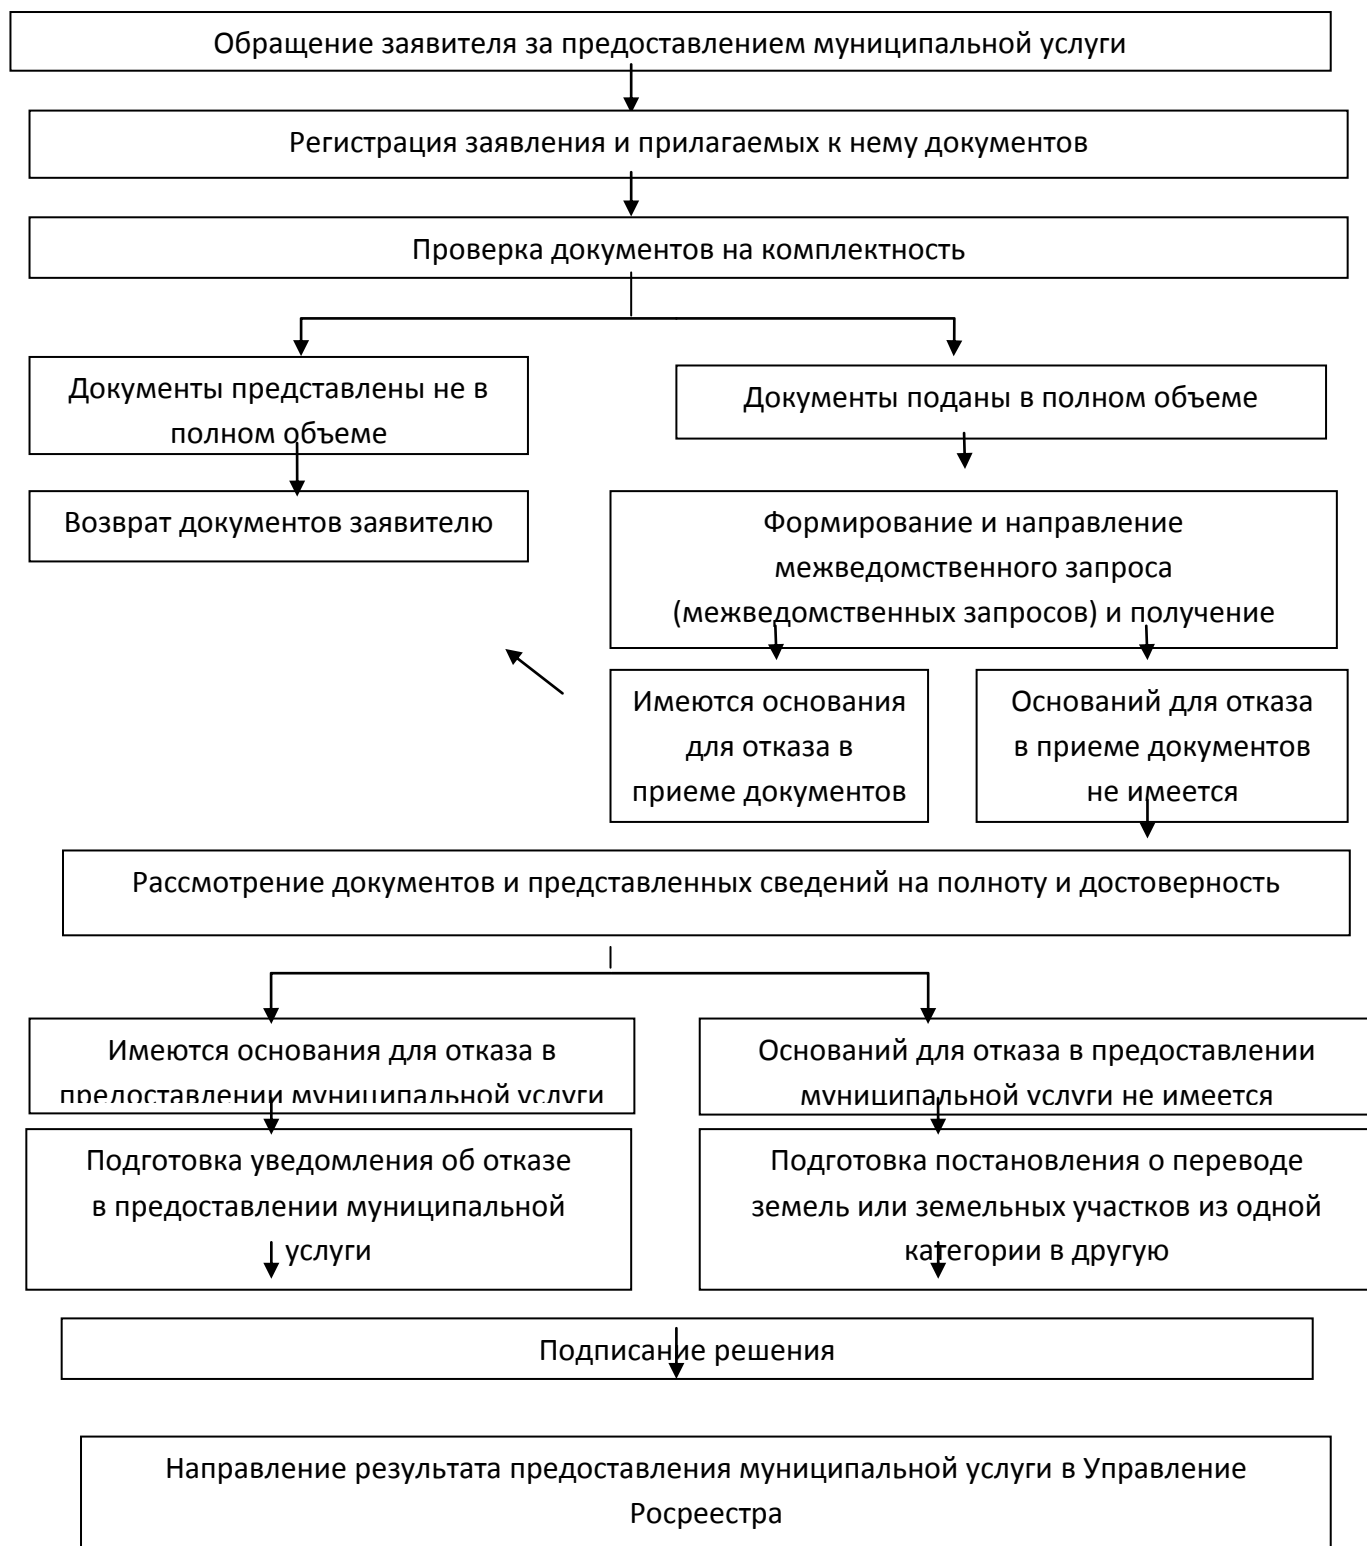 Обращение заявителя за предоставлением муниципальной услуги
Регистрация заявления и прилагаемых к нему документов
Проверка документов на комплектность
Документы представлены не в
полном объеме
Документы поданы в полном объеме
Возврат документов заявителю
Формирование и направление
межведомственного запроса
(межведомственных запросов) и получение
Имеются основания
для отказа в
приеме документов
Оснований для отказа
в приеме документов
не имеется
Рассмотрение документов и представленных сведений на полноту и достоверность
Имеются основания для отказа в
предоставлении муниципальной услуги
Оснований для отказа в предоставлении
муниципальной услуги не имеется
Подготовка уведомления об отказе
в предоставлении муниципальной
услуги
Подготовка постановления о переводе
земель или земельных участков из одной
категории в другую
Подписание решения
Направление результата предоставления муниципальной услуги в Управление
Росреестра